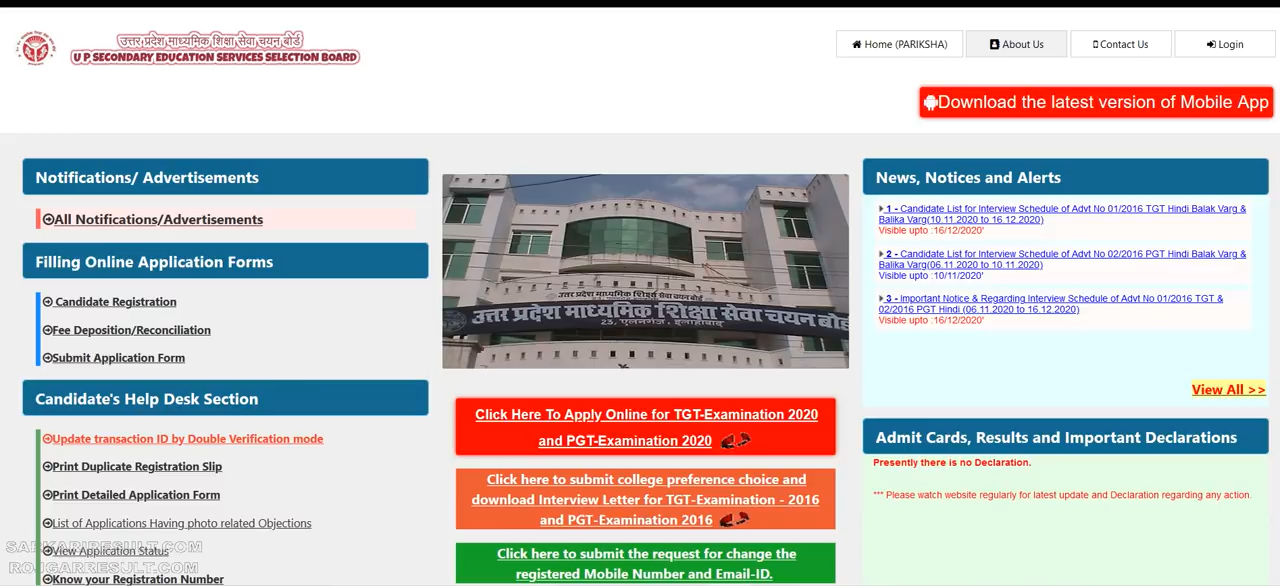 उत्तर प्रदेश माध्यमिक शिक्षा सेवा चयन बोर्ड
U P SECONDARY EDUCATION SERVICES SELECTION BOARD
Home (PARIKSHA)
About Us
Contact Us
Login
Download the latest version of Mobile App
Notifications/ Advertisements
All Notifications/Advertisements
Filling Online Application Forms
Candidate Registration
Fee Deposition/Reconciliation
Submit Application Form
Candidate's Help Desk Section
Update transaction ID by Double Verification mode
Print Duplicate Registration Slip
Print Detailed Application Form
List of Applications Having photo related Objections
View Application Status
Know your Registration Number
SARKARIRESULT.COM
ROJGARRESULT.COM
उत्तर प्रदेश माध्यमिक शिक्षा सेवा चयन बोर्ड
23, एलनगंज, इलाहाबाद
Click Here To Apply Online for TGT-Examination 2020
and PGT-Examination 2020
Click here to submit college preference choice and
download Interview Letter for TGT-Examination - 2016
and PGT-Examination 2016
Click here to submit the request for change the
registered Mobile Number and Email-ID.
News, Notices and Alerts
1 - Candidate List for Interview Schedule of Advt No 01/2016 TGT Hindi Balak Varg &
Balika Varg(10.11.2020 to 16.12.2020)
Visible upto :16/12/2020'
2 - Candidate List for Interview Schedule of Advt No 02/2016 PGT Hindi Balak Varg &
Balika Varg(06.11.2020 to 10.11.2020)
Visible upto :10/11/2020'
3 - Important Notice & Regarding Interview Schedule of Advt No 01/2016 TGT &
02/2016 PGT Hindi (06.11.2020 to 16.12.2020)
Visible upto :16/12/2020'
View All >>
Admit Cards, Results and Important Declarations
Presently there is no Declaration.
*** Please watch website regularly for latest update and Declaration regarding any action.